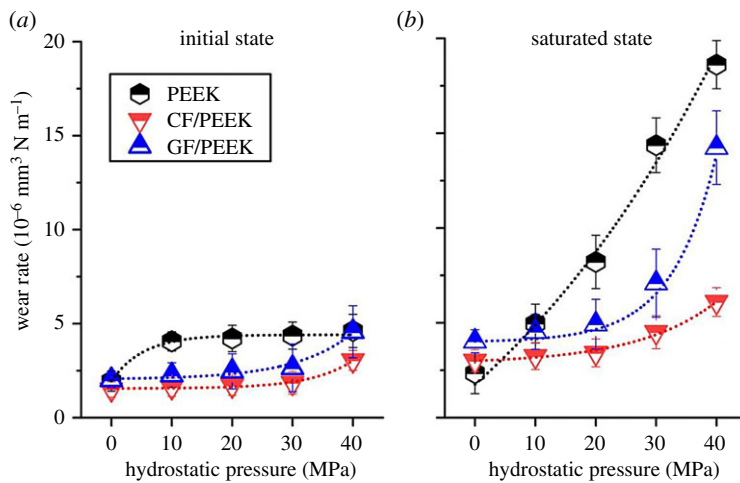 (a) initial state
(b) saturated state
20
15
10
5
0
wear rate (10⁻⁶ mm³ N m⁻¹)
PEEK
CF/PEEK
GF/PEEK
0 10 20 30 40
hydrostatic pressure (MPa)
0 10 20 30 40
hydrostatic pressure (MPa)